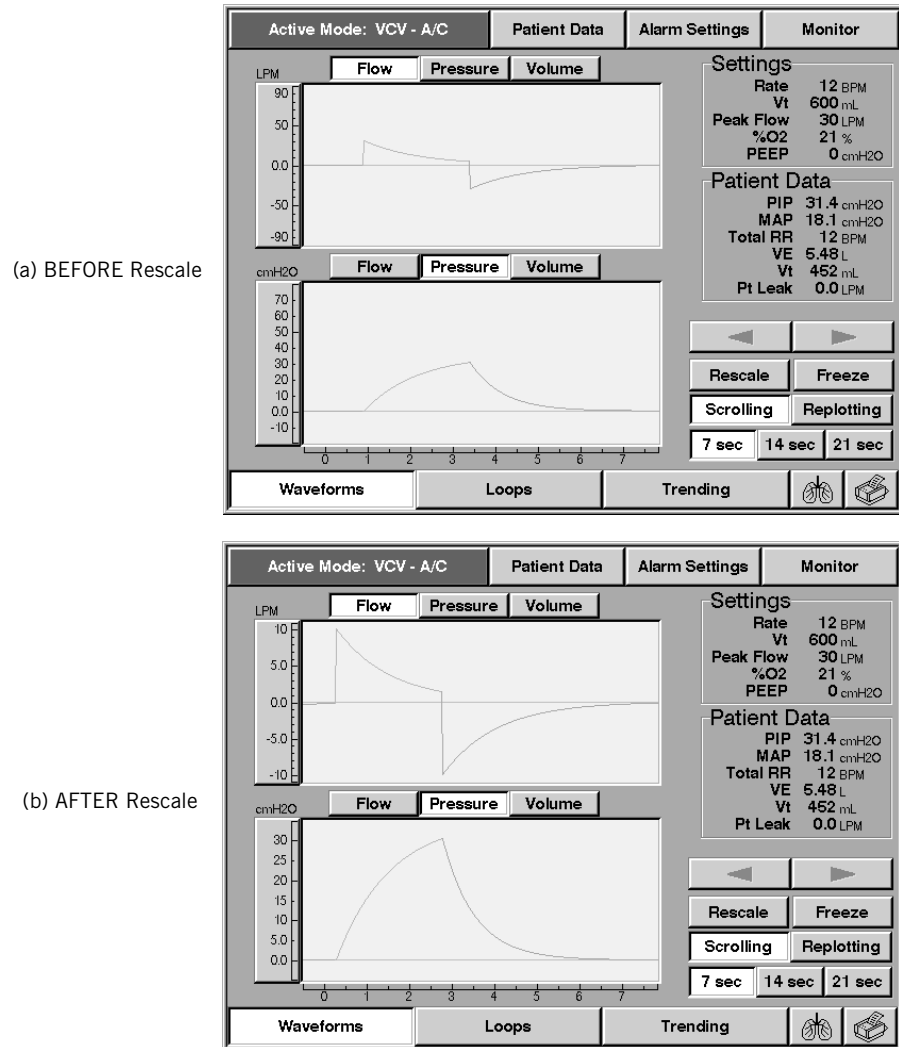 (a) BEFORE Rescale
Active Mode: VCV - A/C
Patient Data
Alarm Settings
Monitor
LPM
Flow
Pressure
Volume
90
50
0.0
-50
-90
cmH2O
Flow
Pressure
Volume
70
60
50
40
30
20
10
0.0
-10
0 1 2 3 4 5 6 7
Settings
Rate 12 BPM
Vt 600 mL
Peak Flow 30 LPM
%O2 21 %
PEEP 0 cmH2O
Patient Data
PIP 31.4 cmH2O
MAP 18.1 cmH2O
Total RR 12 BPM
VE 5.48 L
Vt 452 mL
Pt Leak 0.0 LPM
Rescale
Freeze
Scrolling
Replotting
7 sec
14 sec
21 sec
Waveforms
Loops
Trending
(b) AFTER Rescale
Active Mode: VCV - A/C
Patient Data
Alarm Settings
Monitor
LPM
Flow
Pressure
Volume
10
5.0
0.0
-5.0
-10
cmH2O
Flow
Pressure
Volume
30
25
20
15
10
5.0
0.0
0 1 2 3 4 5 6 7
Settings
Rate 12 BPM
Vt 600 mL
Peak Flow 30 LPM
%O2 21 %
PEEP 0 cmH2O
Patient Data
PIP 31.4 cmH2O
MAP 18.1 cmH2O
Total RR 12 BPM
VE 5.48 L
Vt 452 mL
Pt Leak 0.0 LPM
Rescale
Freeze
Scrolling
Replotting
7 sec
14 sec
21 sec
Waveforms
Loops
Trending